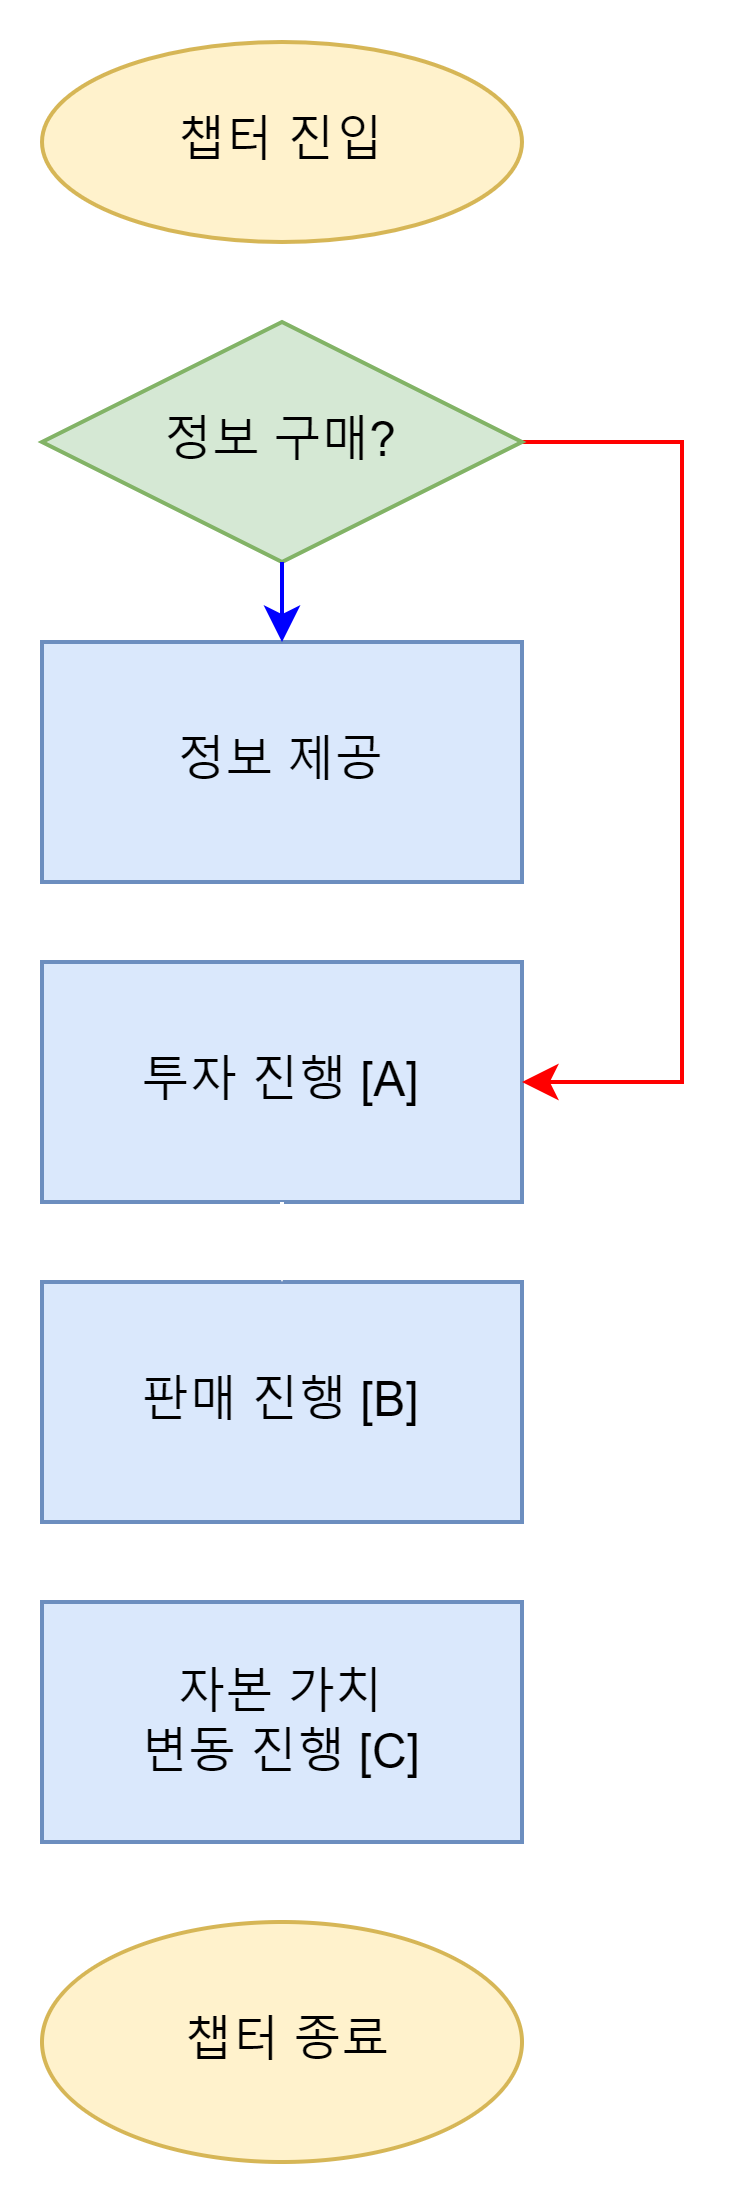 챕터 진입
정보 구매?
정보 제공
투자 진행 [A]
판매 진행 [B]
자본 가치
변동 진행 [C]
챕터 종료